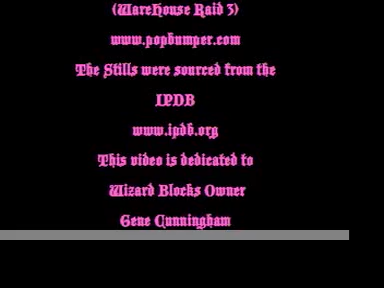 (WareHouse Raid 3)
www.popbumper.com
The Stills were sourced from the
IPDB
www.ipdb.org
This video is dedicated to
Wizard Blocks Owner
Gene Cunningham